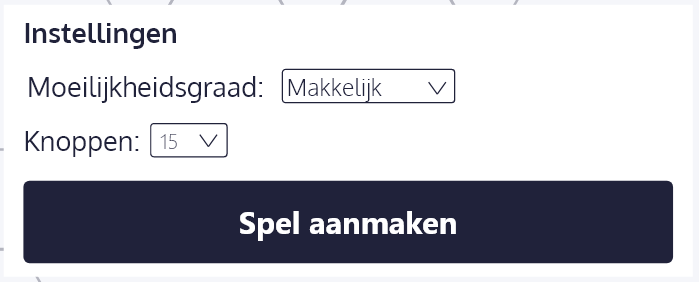 Instellingen
Moeilijkheidsgraad: Makkelijk
Knoppen: 15
Spel aanmaken